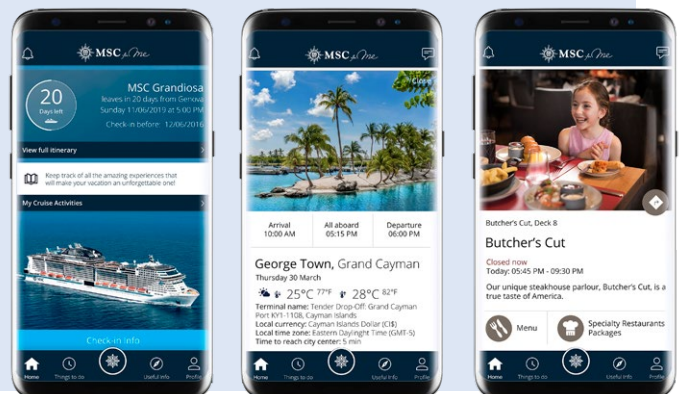 MSC for Me
20
Days left
MSC Grandiosa
leaves in 20 days from Genova
Sunday 11/06/2019 at 5:00 PM
Check-in before: 12/06/2016
View full itinerary
Keep track of all the amazing experiences that
will make your vacation an unforgettable one!
My Cruise Activities
Check-in Info
Home
Things to do
Useful Info
Profile
MSC for Me
Close
Arrival
10:00 AM
All aboard
05:15 PM
Departure
06:00 PM
George Town, Grand Cayman
Thursday 30 March
25°C 77°F 28°C 82°F
Terminal name: Tender Drop-Off: Grand Cayman
Port KY1-1108, Cayman Islands
Local currency: Cayman Islands Dollar (CI$)
Local time zone: Eastern Daylight Time (GMT-5)
Time to reach city center: 5 min
Home
Things to do
Useful Info
Profile
MSC for Me
Butcher's Cut, Deck 8
Butcher's Cut
Closed now
Today: 05:45 PM - 09:30 PM
Our unique steakhouse parlour, Butcher's Cut, is a
true taste of America.
Menu
Specialty Restaurants
Packages
Home
Things to do
Useful Info
Profile